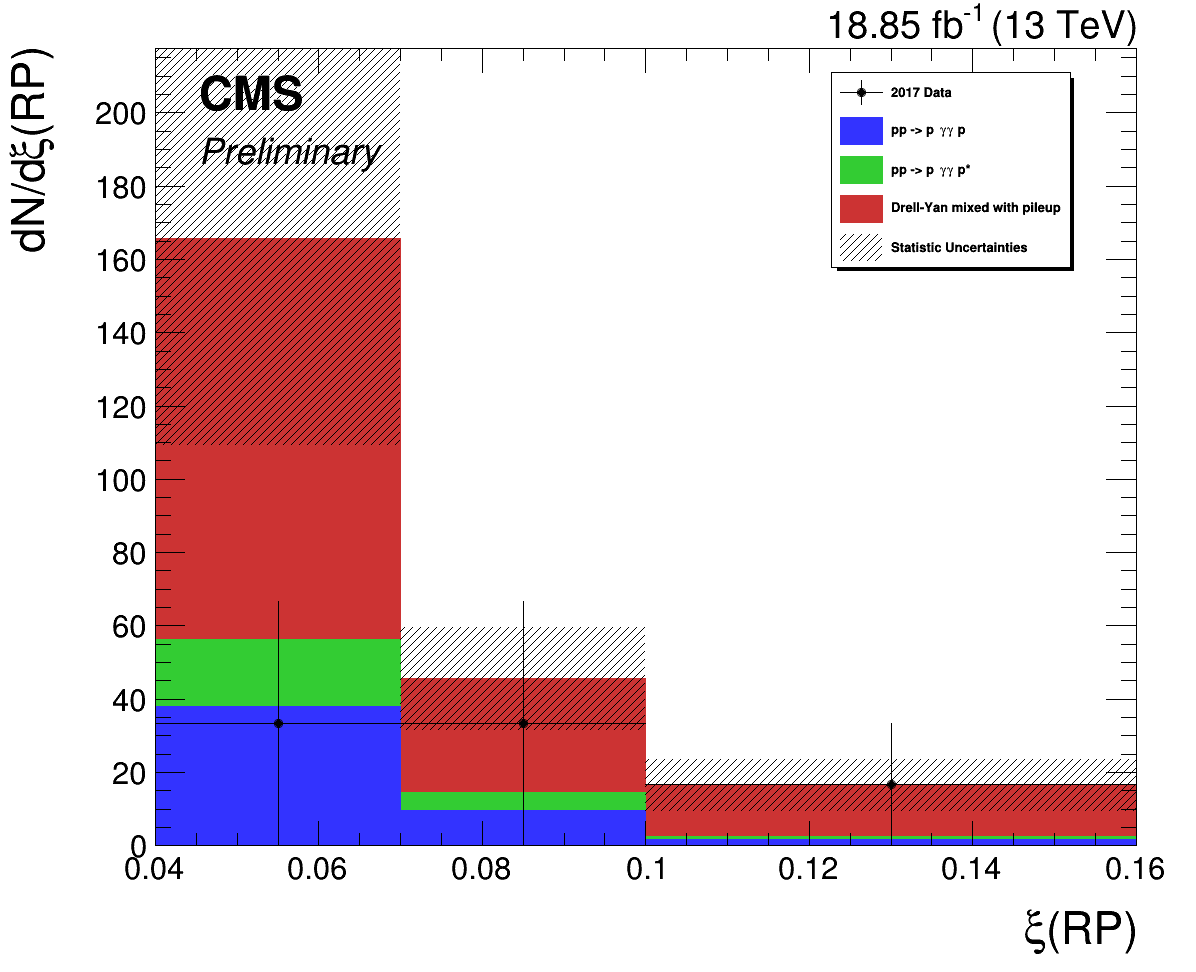 18.85 fb⁻¹ (13 TeV)
dN/dξ(RP)
CMS
Preliminary
2017 Data
pp -> p γγ p
pp -> p γγ p*
Drell-Yan mixed with pileup
Statistic Uncertainties
200
180
160
140
120
100
80
60
40
20
0
0.04 0.06 0.08 0.1 0.12 0.14 0.16
ξ(RP)